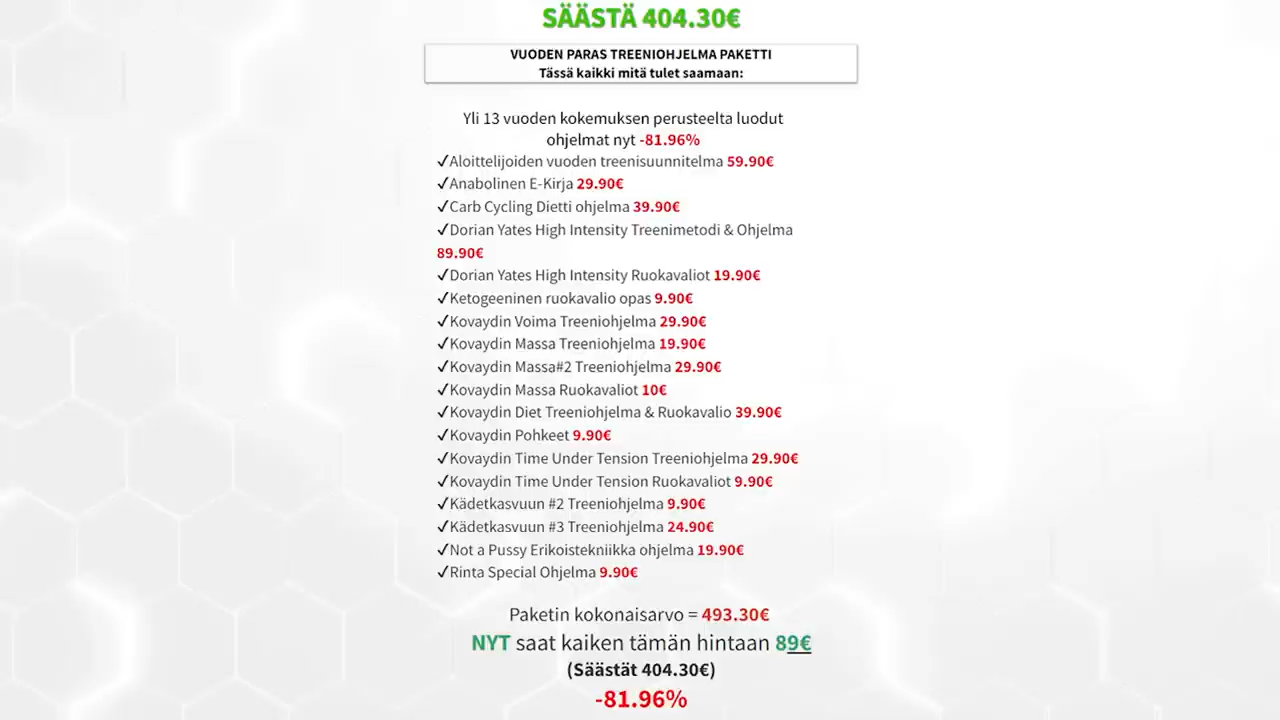 SÄÄSTÄ 404.30€
VUODEN PARAS TREENIOHJELMA PAKETTI
Tässä kaikki mitä tulet saamaan:
Yli 13 vuoden kokemuksen perusteelta luodut
ohjelmat nyt -81.96%
✓Aloittelijoiden vuoden treenisuunnitelma 59.90€
✓Anabolinen E-Kirja 29.90€
✓Carb Cycling Dietti ohjelma 39.90€
✓Dorian Yates High Intensity Treenimetodi & Ohjelma
89.90€
✓Dorian Yates High Intensity Ruokavaliot 19.90€
✓Ketogeeninen ruokavalio opas 9.90€
✓Kovaydin Voima Treeniohjelma 29.90€
✓Kovaydin Massa Treeniohjelma 19.90€
✓Kovaydin Massa#2 Treeniohjelma 29.90€
✓Kovaydin Massa Ruokavaliot 10€
✓Kovaydin Diet Treeniohjelma & Ruokavalio 39.90€
✓Kovaydin Pohkeet 9.90€
✓Kovaydin Time Under Tension Treeniohjelma 29.90€
✓Kovaydin Time Under Tension Ruokavaliot 9.90€
✓Kädetkasvuun #2 Treeniohjelma 9.90€
✓Kädetkasvuun #3 Treeniohjelma 24.90€
✓Not a Pussy Erikoistekniikka ohjelma 19.90€
✓Rinta Special Ohjelma 9.90€
Paketin kokonaisarvo = 493.30€
NYT saat kaiken tämän hintaan 89€
(Säästät 404.30€)
-81.96%